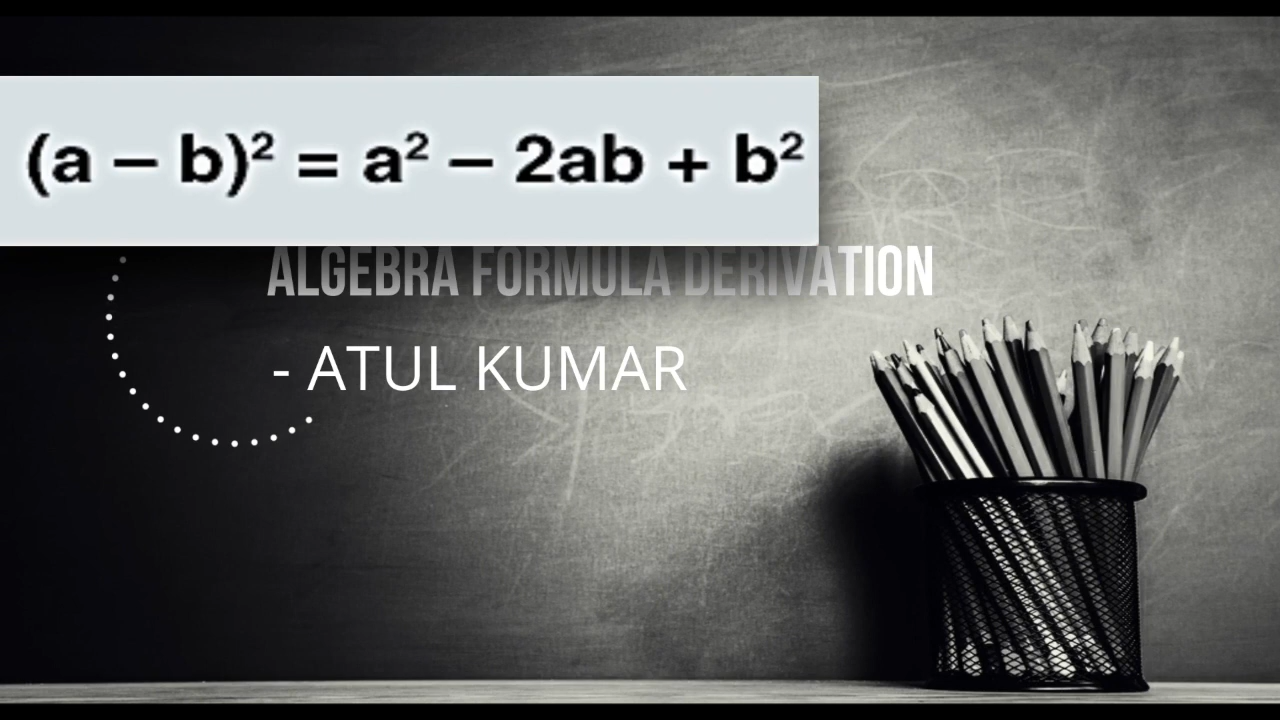 (a – b)² = a² – 2ab + b²
ALGEBRA FORMULA DERIVATION
- ATUL KUMAR